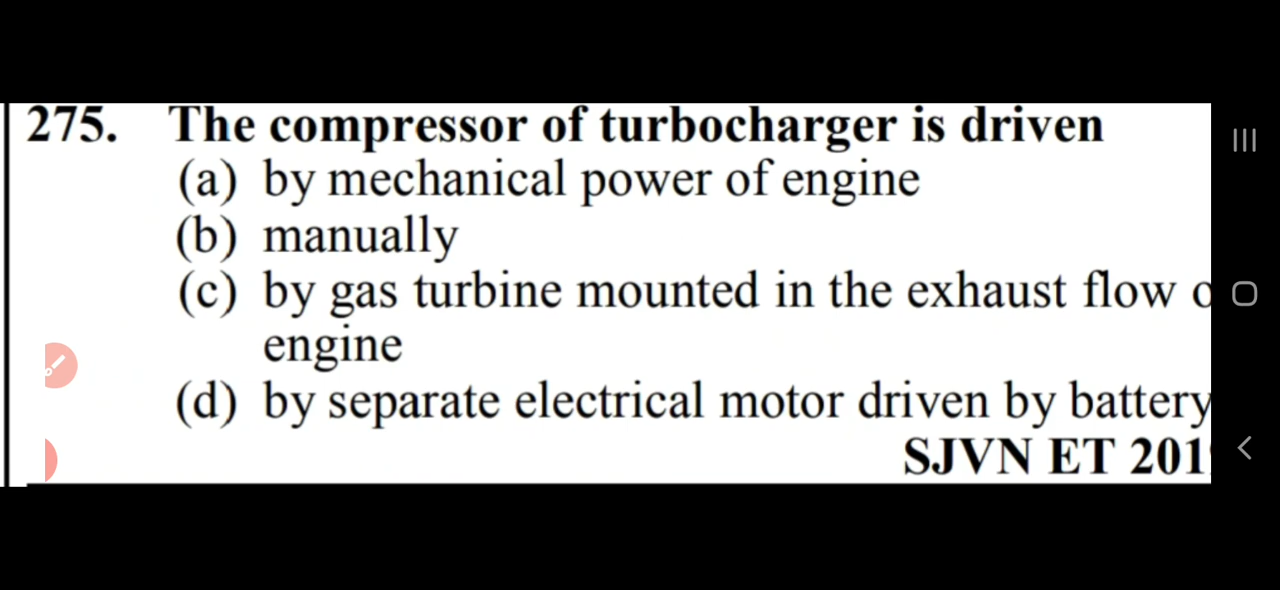 275. The compressor of turbocharger is driven
(a) by mechanical power of engine
(b) manually
(c) by gas turbine mounted in the exhaust flow
engine
(d) by separate electrical motor driven by battery
SJVN ET 201